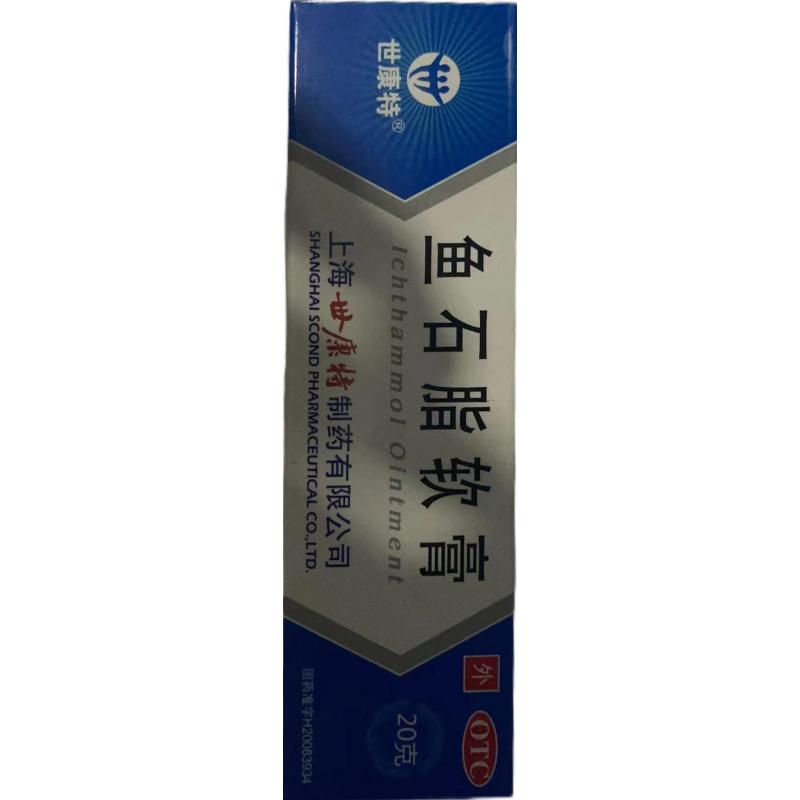 世康特®
鱼石脂软膏
Ichthammol Ointment
上海世康特制药有限公司
SHANGHAI SCOND PHARMACEUTICAL CO.,LTD.
外
OTC
20克
国药准字H20083934